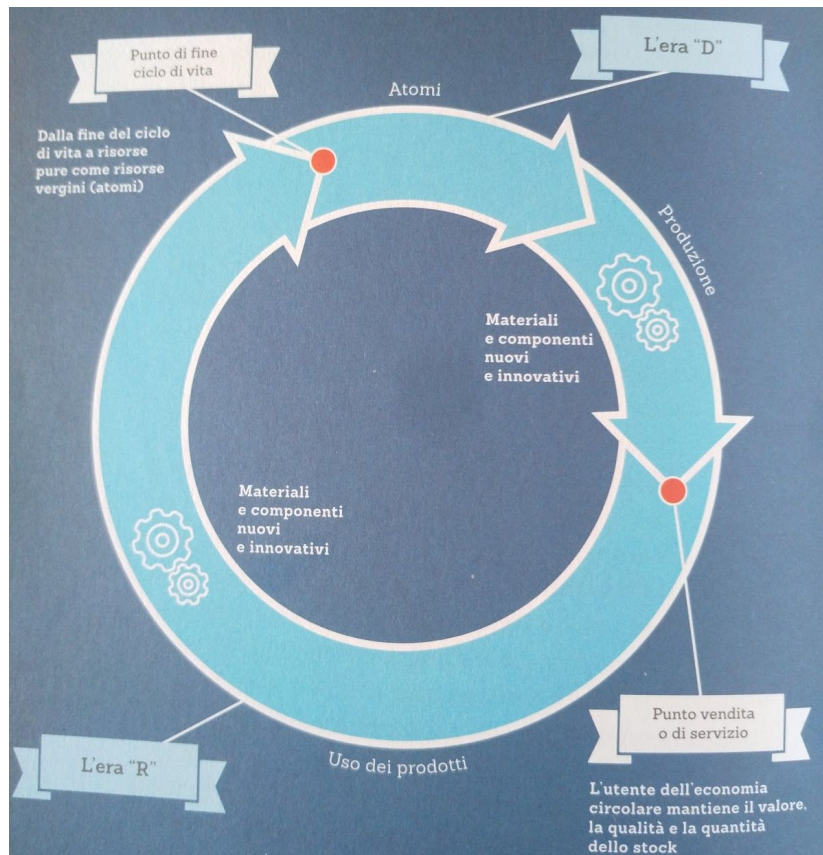 Punto di fine
ciclo di vita
L'era "D"
Atomi
Dalla fine del ciclo
di vita a risorse
pure come risorse
vergini (atomi)
Produzione
Materiali
e componenti
nuovi
e innovativi
Materiali
e componenti
nuovi
e innovativi
Punto vendita
o di servizio
L'era "R"
Uso dei prodotti
L'utente dell'economia
circolare mantiene il valore,
la qualità e la quantità
dello stock